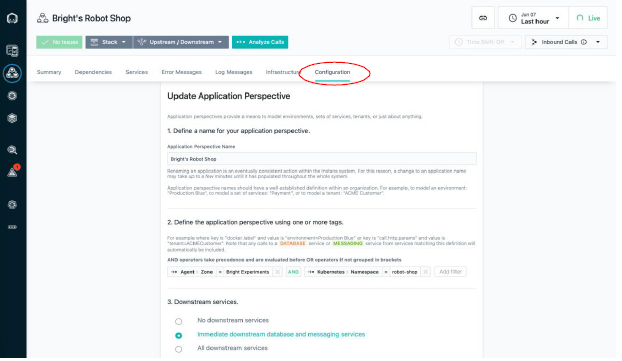 Bright's Robot Shop
Jun 07
Last hour
Live
No Issues
Stack
Upstream / Downstream
Analyze Calls
Time Shift: Off
Inbound Calls
Summary
Dependencies
Services
Error Messages
Log Messages
Infrastructure
Configuration
Update Application Perspective
Application perspectives provide a means to model environments, sets of services, tenants, or just about anything.
1. Define a name for your application perspective.
Application Perspective Name
Bright's Robot Shop
Renaming an application is an eventually consistent action within the Instana system. For this reason, a change to an application name
may take up to a few minutes until it has populated throughout the whole system.
Application perspective names should have a well established definition within an organization. For example, to model an environment:
"Production Blue", to model a set of services: "Payment", or to model a tenant: "ACME Customer".
2. Define the application perspective using one or more tags.
For example where key is "docker.label" and value is "environment=Production Blue" or key is "call.http.params" and value is
"tenant=ACMECustomer". Note that any calls to a DATABASE service or MESSAGING service from services matching this definition will
automatically be included.
AND operators take precedence and are evaluated before OR operators if not grouped in brackets
Agent : Zone = Bright Experiments AND Kubernetes : Namespace = robot-shop Add filter
3. Downstream services.
No downstream services
Immediate downstream database and messaging services
All downstream services